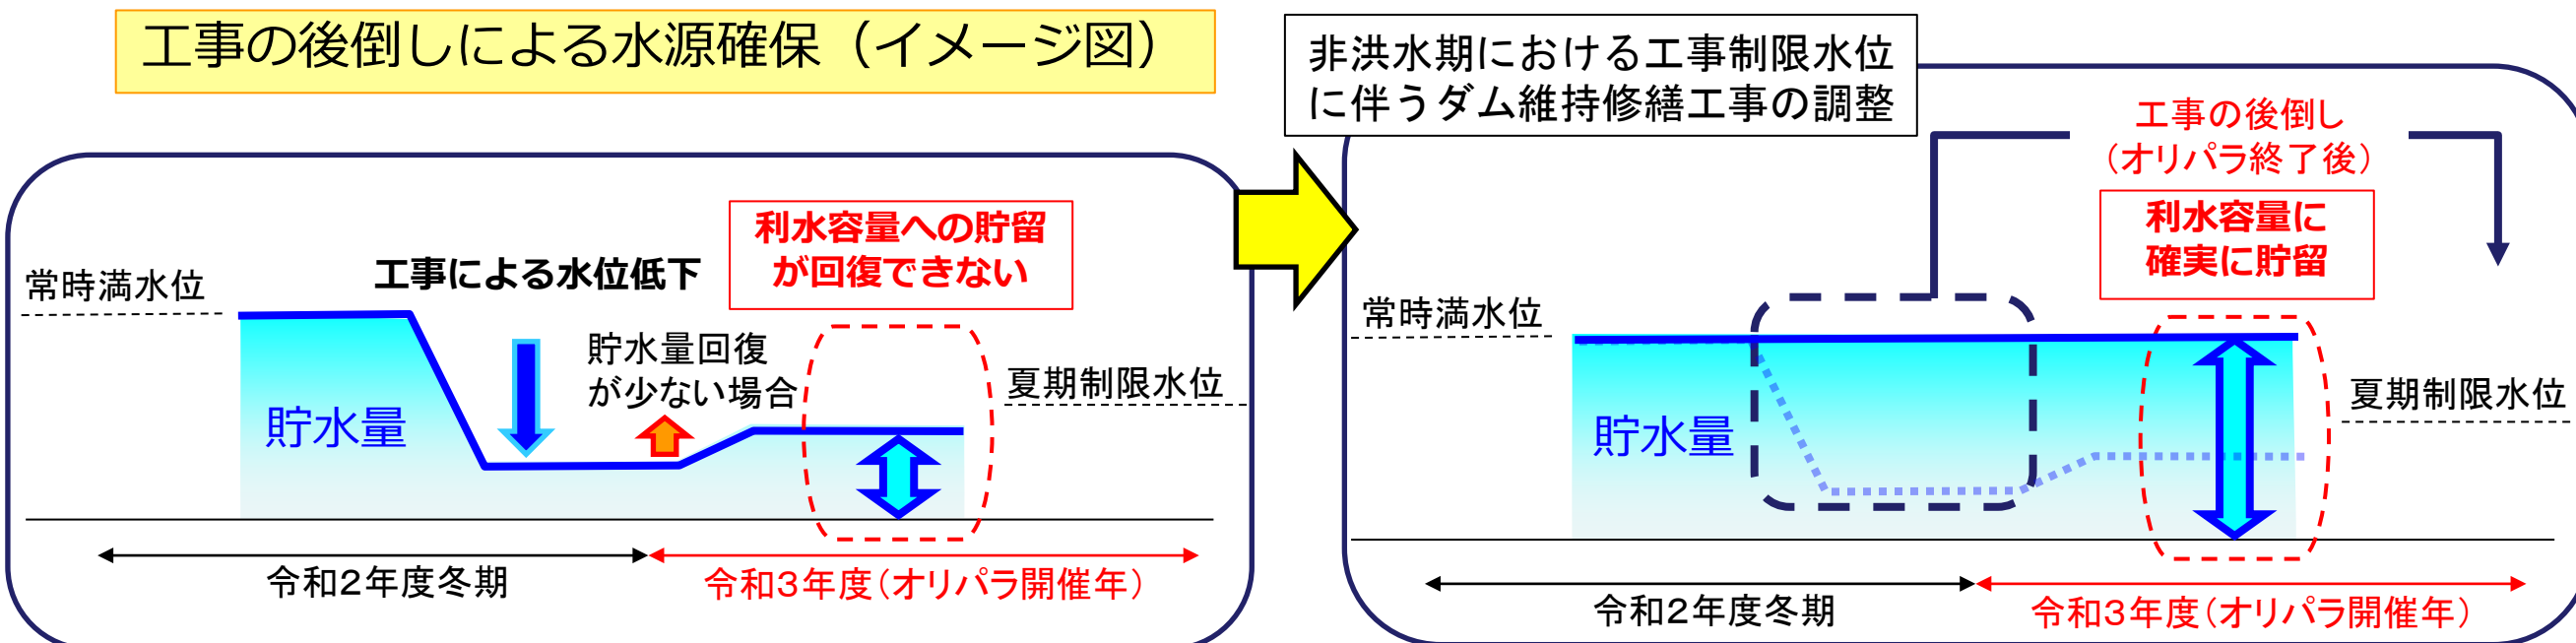 工事の後倒しによる水源確保（イメージ図）
常時満水位
工事による水位低下
利水容量への貯留
が回復できない
貯水量回復
が少ない場合
夏期制限水位
貯水量
令和2年度冬期
令和3年度(オリパラ開催年)
非洪水期における工事制限水位
に伴うダム維持修繕工事の調整
工事の後倒し
(オリパラ終了後)
利水容量に
確実に貯留
常時満水位
夏期制限水位
貯水量
令和2年度冬期
令和3年度(オリパラ開催年)